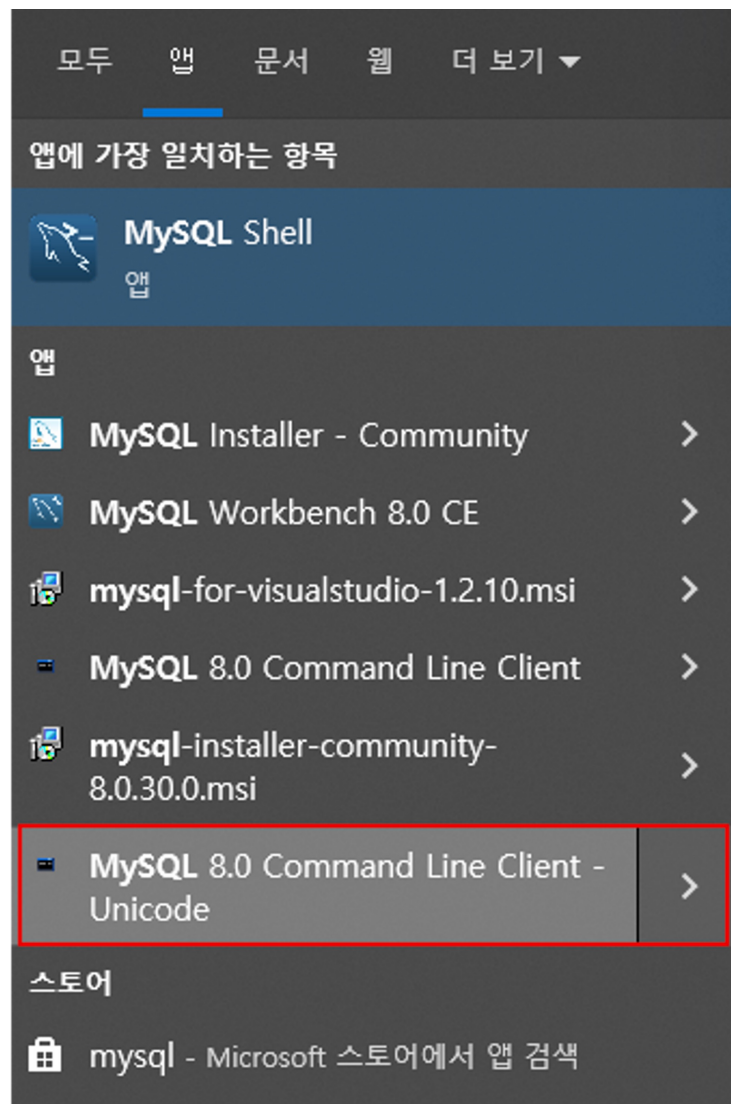 모두 앱 문서 웹 더 보기
앱에 가장 일치하는 항목
MySQL Shell
앱
앱
MySQL Installer - Community
MySQL Workbench 8.0 CE
mysql-for-visualstudio-1.2.10.msi
MySQL 8.0 Command Line Client
mysql-installer-community-
8.0.30.0.msi
MySQL 8.0 Command Line Client -
Unicode
스토어
mysql - Microsoft 스토어에서 앱 검색